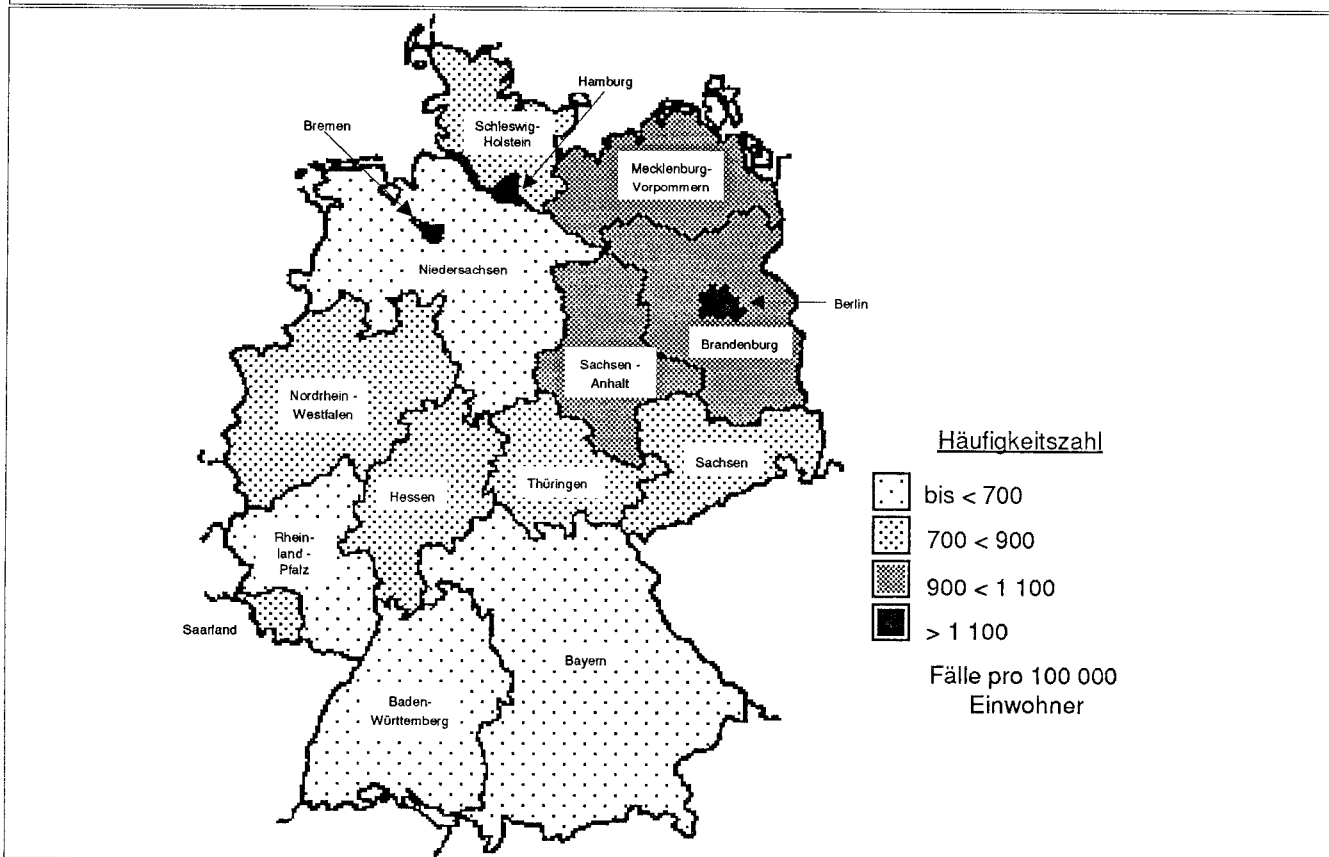 Hamburg
Bremen
Schleswig-
Holstein
Mecklenburg-
Vorpommern
Niedersachsen
Berlin
Brandenburg
Sachsen -
Anhalt
Nordrhein -
Westfalen
Hessen
Thüringen
Sachsen
Rhein-
land -
Pfalz
Saarland
Bayern
Baden-
Württemberg
Häufigkeitszahl
bis < 700
700 < 900
900 < 1 100
> 1 100
Fälle pro 100 000
Einwohner